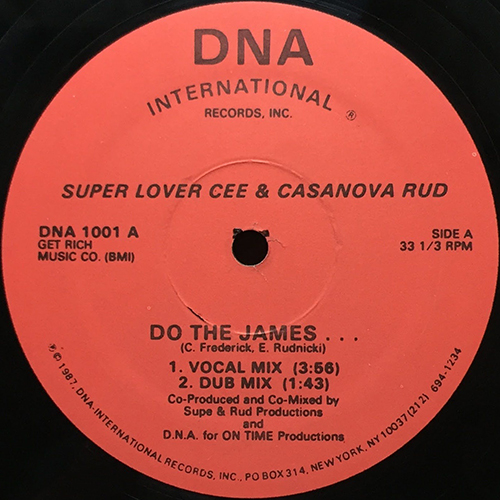 DNA
INTERNATIONAL ®
RECORDS, INC.
SUPER LOVER CEE & CASANOVA RUD
DNA 1001 A
GET RICH
MUSIC CO. (BMI)
SIDE A
33 1/3 RPM
DO THE JAMES . . .
(C. Frederick, E. Rudnicki)
1. VOCAL MIX (3:56)
2. DUB MIX (1:43)
Co-Produced and Co-Mixed by
Supe & Rud Productions
and
D.N.A. for ON TIME Productions
℗ © 1987, DNA-INTERNATIONAL RECORDS, INC., PO BOX 314, NEW YORK, NY 10037 (212) 694-1234